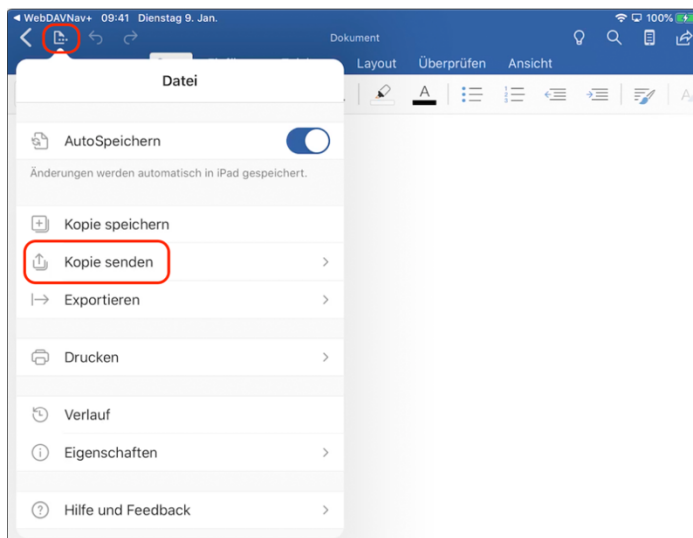 ◀ WebDAVNav+ 09:41 Dienstag 9. Jan. 100%
Dokument
Layout Überprüfen Ansicht
Datei
A
AutoSpeichern
Änderungen werden automatisch in iPad gespeichert.
Kopie speichern
Kopie senden
Exportieren
Drucken
Verlauf
Eigenschaften
Hilfe und Feedback